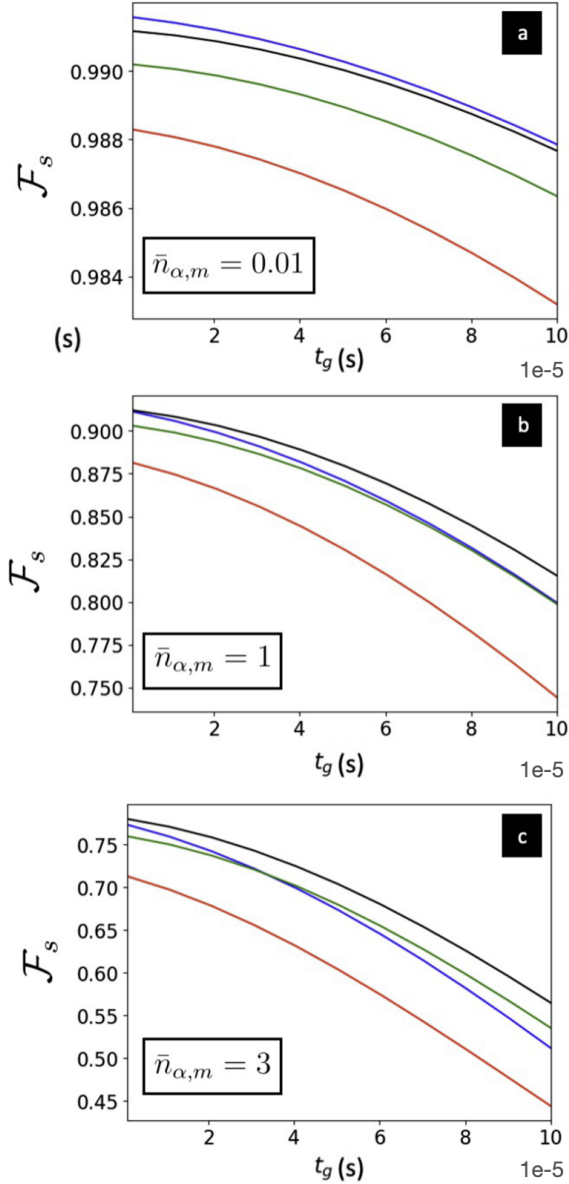 a
0.990
0.988
0.986
0.984
ℱₛ
n̄α,m = 0.01
2 4 6 8 10
(s) t_g (s)
1e-5
b
0.900
0.875
0.850
0.825
0.800
0.775
0.750
ℱₛ
n̄α,m = 1
2 4 6 8 10
t_g (s)
1e-5
c
0.75
0.70
0.65
0.60
0.55
0.50
0.45
ℱₛ
n̄α,m = 3
2 4 6 8 10
t_g (s)
1e-5